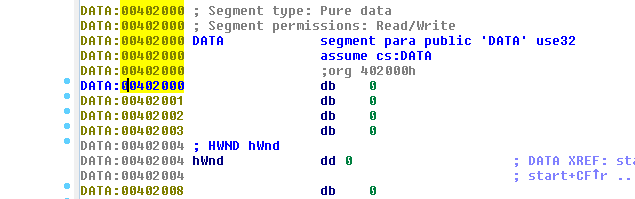 DATA:00402000 ; Segment type: Pure data
DATA:00402000 ; Segment permissions: Read/Write
DATA:00402000 DATA segment para public 'DATA' use32
DATA:00402000 assume cs:DATA
DATA:00402000 ;org 402000h
DATA:00402000 db 0
DATA:00402001 db 0
DATA:00402002 db 0
DATA:00402003 db 0
DATA:00402004 ; HWND hWnd
DATA:00402004 hWnd dd 0 ; DATA XREF: sta
DATA:00402004 ; start+CF↑r ..
DATA:00402008 db 0